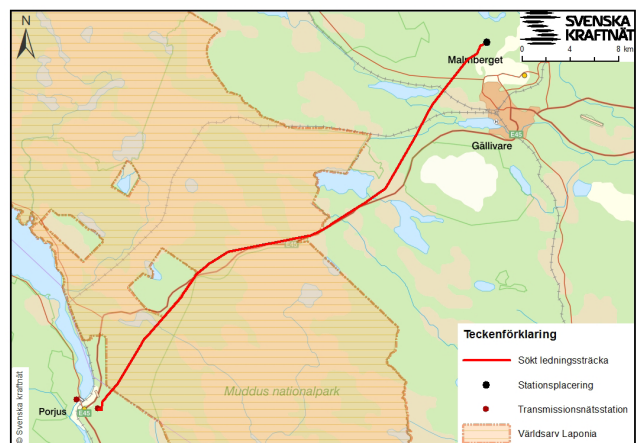 N
SVENSKA
KRAFTNÄT
0 4 8 km
Malmberget
E45
Gällivare
Muddus nationalpark
Porjus
E45
© Svenska kraftnät
Teckenförklaring
Sökt ledningssträcka
Stationsplacering
Transmissionsnätsstation
Världsarv Laponia